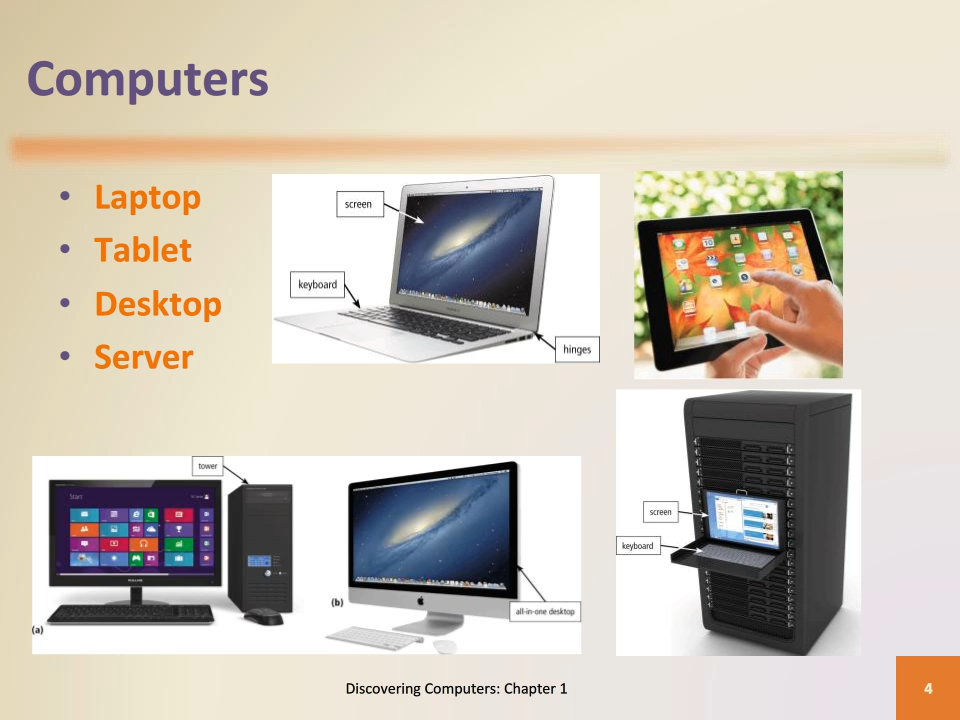 Computers
• Laptop
• Tablet
• Desktop
• Server
screen
keyboard
hinges
tower
Start
(a)
(b)
all-in-one desktop
screen
keyboard
Discovering Computers: Chapter 1
4